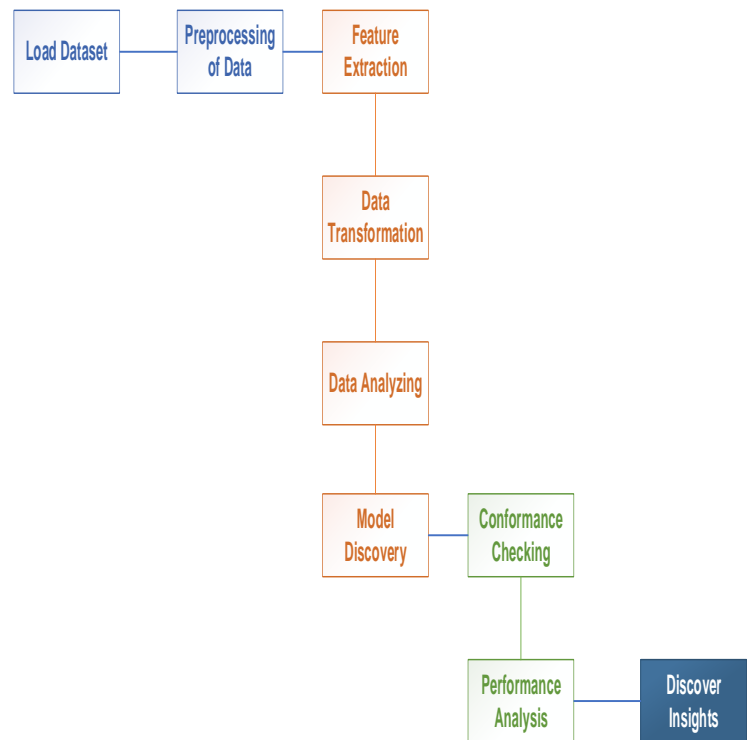 Load Dataset
Preprocessing
of Data
Feature
Extraction
Data
Transformation
Data Analyzing
Model
Discovery
Conformance
Checking
Performance
Analysis
Discover
Insights